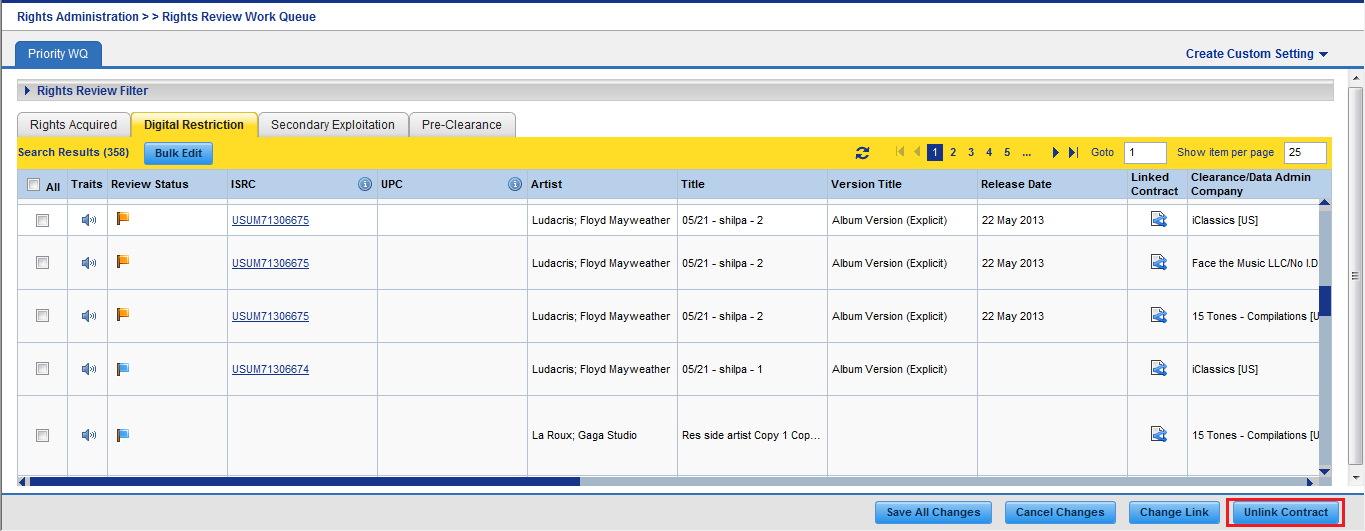 Rights Administration > > Rights Review Work Queue
Priority WQ
Create Custom Setting
Rights Review Filter
Rights Acquired Digital Restriction Secondary Exploitation Pre-Clearance
Search Results (358) Bulk Edit 1 2 3 4 5 ... Goto 1 Show item per page 25
All Traits Review Status ISRC UPC Artist Title Version Title Release Date Linked Contract Clearance/Data Admin Company
USUM71306675 Ludacris; Floyd Mayweather 05/21 - shilpa - 2 Album Version (Explicit) 22 May 2013 iClassics [US]
USUM71306675 Ludacris; Floyd Mayweather 05/21 - shilpa - 2 Album Version (Explicit) 22 May 2013 Face the Music LLC/No I.D
USUM71306675 Ludacris; Floyd Mayweather 05/21 - shilpa - 2 Album Version (Explicit) 22 May 2013 15 Tones - Compilations [U
USUM71306674 Ludacris; Floyd Mayweather 05/21 - shilpa - 1 Album Version (Explicit) iClassics [US]
La Roux; Gaga Studio Res side artist Copy 1 Cop... 15 Tones - Compilations [U
Save All Changes Cancel Changes Change Link Unlink Contract